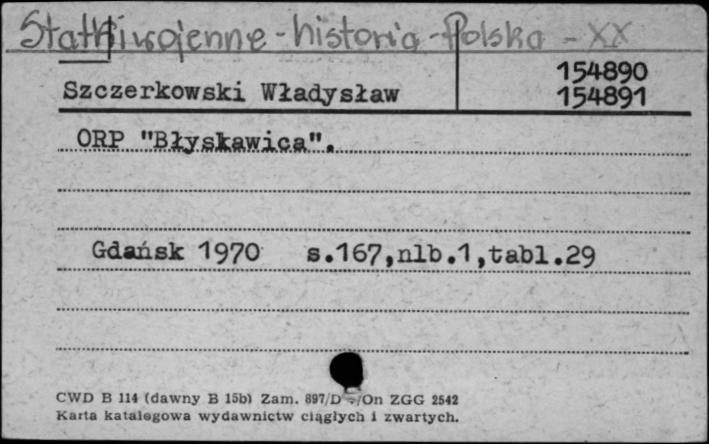 Statki wojenne - historia - Polska - XX
154890
Szczerkowski Władysław
154891
ORP "Błyskawica".
Gdańsk 1970 s.167,nlb.1,tabl.29
CWD B 114 (dawny B 15b) Zam. 897/D - /On ZGG 2542
Karta katalogowa wydawnictw ciągłych i zwartych.